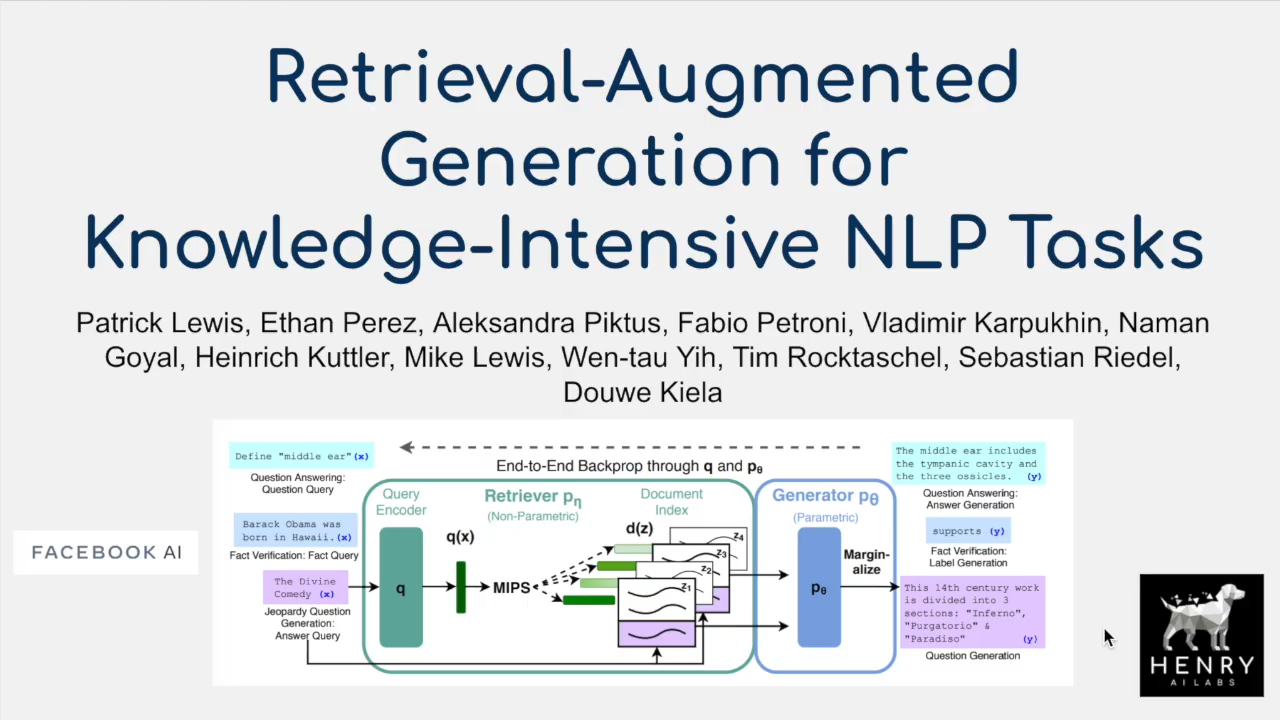 Retrieval-Augmented
Generation for
Knowledge-Intensive NLP Tasks
Patrick Lewis, Ethan Perez, Aleksandra Piktus, Fabio Petroni, Vladimir Karpukhin, Naman
Goyal, Heinrich Kuttler, Mike Lewis, Wen-tau Yih, Tim Rocktaschel, Sebastian Riedel,
Douwe Kiela
Define "middle ear"(x)
Question Answering:
Question Query
Barack Obama was
born in Hawaii.(x)
Fact Verification: Fact Query
The Divine
Comedy (x)
Jeopardy Question
Generation:
Answer Query
End-to-End Backprop through q and pθ
Query
Encoder
q
q(x)
Retriever pη
(Non-Parametric)
MIPS
Document
Index
d(z)
z4
z3
z2
z1
Generator pθ
(Parametric)
pθ
Margin-
alize
The middle ear includes
the tympanic cavity and
the three ossicles. (y)
Question Answering:
Answer Generation
supports (y)
Fact Verification:
Label Generation
This 14th century work
is divided into 3
sections: "Inferno",
"Purgatorio" &
"Paradiso" (y)
Question Generation
FACEBOOK AI
HENRY
AI LABS